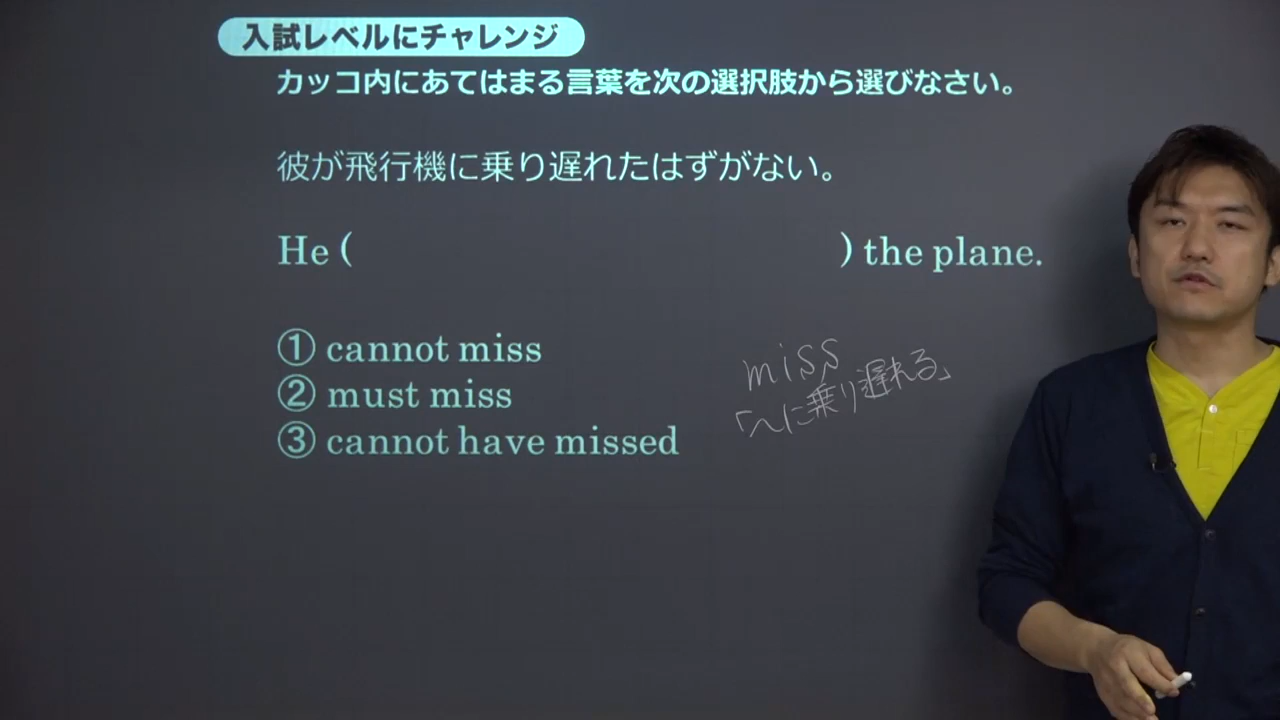 入試レベルにチャレンジ
カッコ内にあてはまる言葉を次の選択肢から選びなさい。
彼が飛行機に乗り遅れたはずがない。
He (                    ) the plane.
① cannot miss
② must miss
③ cannot have missed
miss
「〜に乗り遅れる」